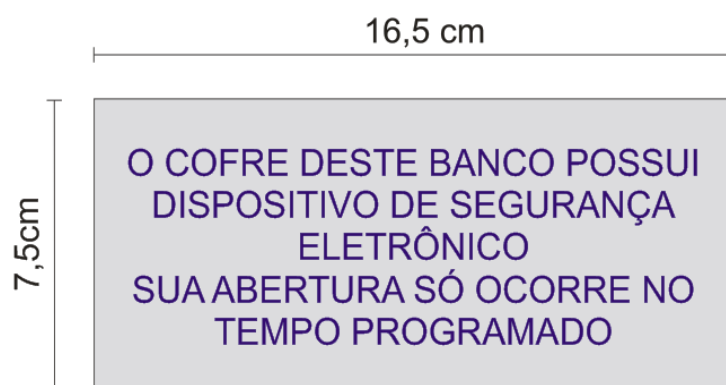 16,5 cm
7,5cm
O COFRE DESTE BANCO POSSUI
DISPOSITIVO DE SEGURANÇA
ELETRÔNICO
SUA ABERTURA SÓ OCORRE NO
TEMPO PROGRAMADO